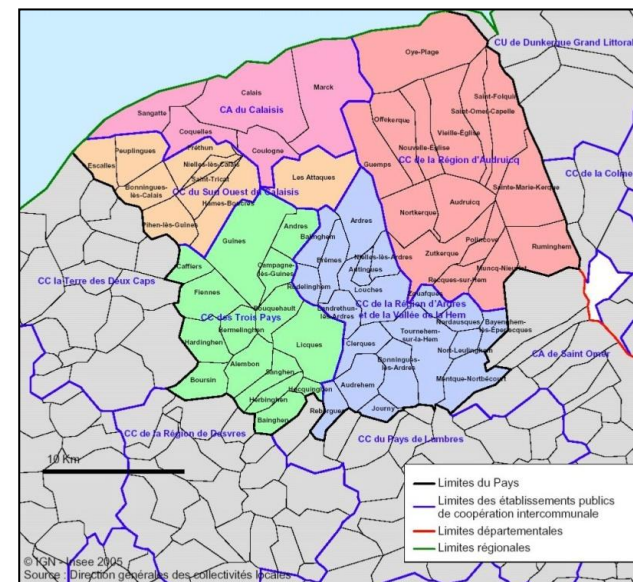 CU de Dunkerque Grand Littoral
Oye-Plage
Marck
Calais
CA du Calaisis
Sangatte
Saint-Folquin
Saint-Omer-Capelle
Offekerque
Vieille-Église
Coquelles
Nouvelle-Église
Coulogne
CC de la Région d'Audruicq
Peuplingues
Fréthun
Escalles
Nielles-lès-Calais
Saint-Tricat
Guemps
CC de la Colme
Les Attaques
Bonningues-
lès-Calais
CC du Sud Ouest du Calaisis
Sainte-Marie-Kerque
Hames-Boucres
Pihen-lès-Guînes
Audruicq
Nortkerque
Andres
Ardres
Guînes
Balinghem
Polincove
Ruminghem
Zutkerque
Brêmes
Nielles-lès-Ardres
Caffiers
Campagne-
lès-Guines
Autingues
Muncq-Nieurlet
Recques-sur-Hem
CC la Terre des Deux Caps
Rodelinghem
Louches
Zouafques
Fiennes
Bouquehault
CC de la Région d'Ardres
et de la Vallée de la Hem
Landrethun-
lès-Ardres
CC des Trois Pays
Nordausques
Bayenghem-
lès-Éperlecques
Hermelinghen
Tournehem-
sur-la-Hem
Hardinghen
Licques
Clerques
Non-Leulinghem
CA de Saint Omer
Alembon
Bonningues-
lès-Ardres
Sanghen
Mentque-Nortbécourt
Boursin
Audrehem
Hocquinghen
Herbinghen
Rebergues
Journy
Bainghen
CC de la Région de Desvres
CC du Pays de Lumbres
10 Km
Limites du Pays
Limites des établissements publics
de coopération intercommunale
Limites départementales
Limites régionales
© IGN - Insee 2005
Source : Direction générales des collectivités locales